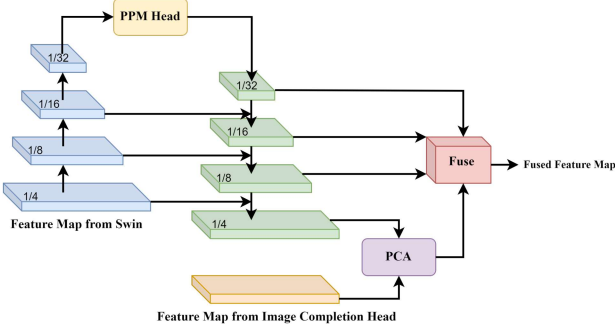 PPM Head
1/32
1/32
1/16
1/16
1/8
Fuse
Fused Feature Map
1/8
1/4
1/4
Feature Map from Swin
PCA
Feature Map from Image Completion Head